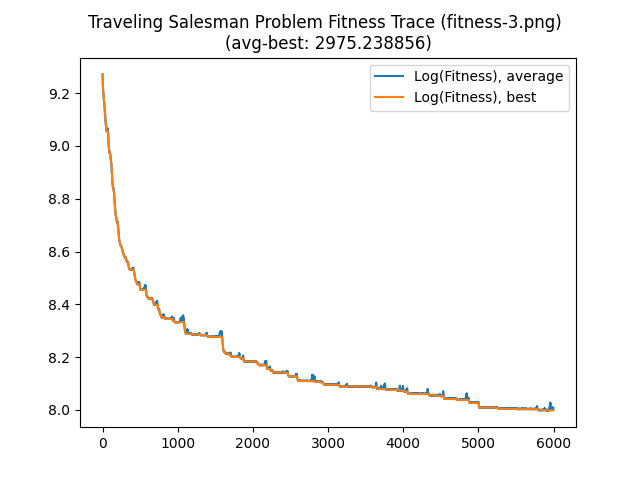 Traveling Salesman Problem Fitness Trace (fitness-3.png)
(avg-best: 2975.238856)
Log(Fitness), average
Log(Fitness), best
9.2
9.0
8.8
8.6
8.4
8.2
8.0
0 1000 2000 3000 4000 5000 6000